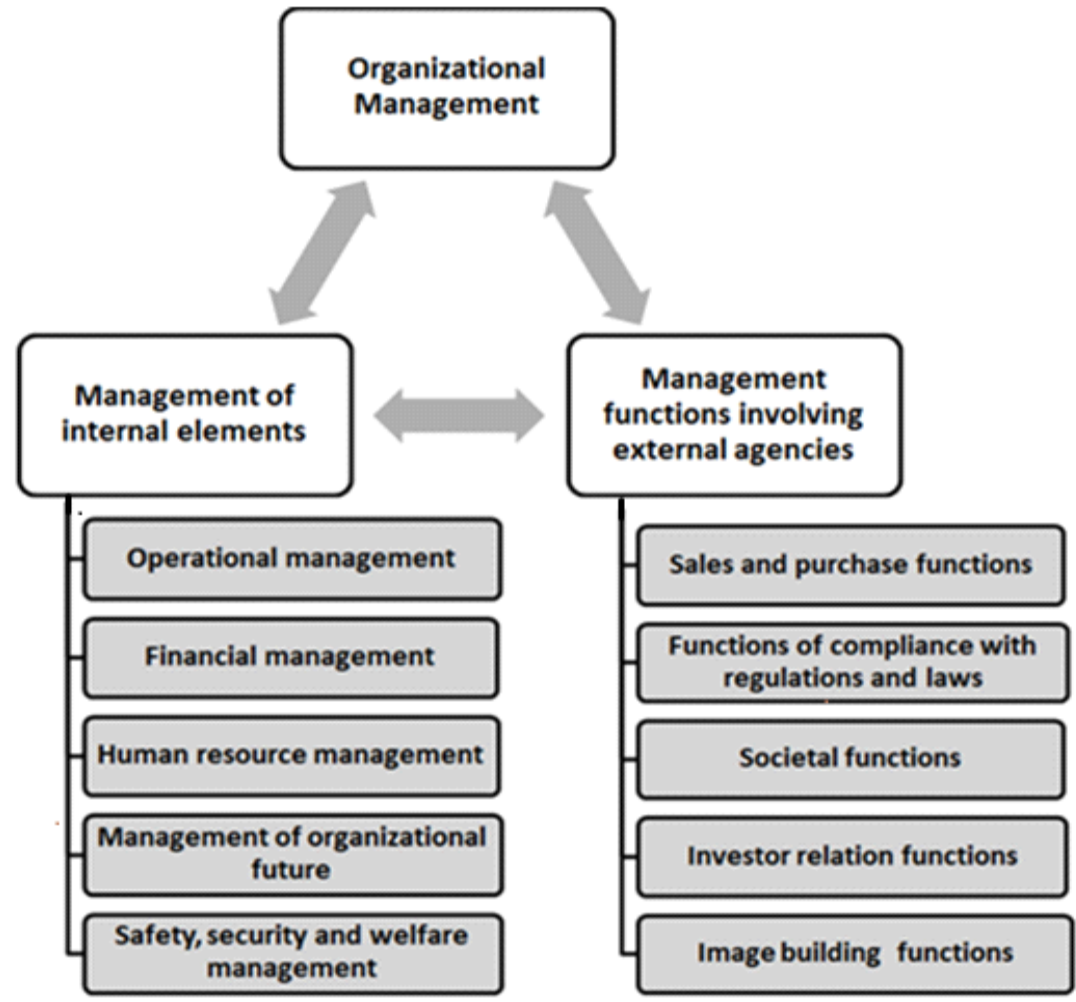 Organizational
Management
Management of
internal elements
Management
functions involving
external agencies
Operational management
Financial management
Human resource management
Management of organizational
future
Safety, security and welfare
management
Sales and purchase functions
Functions of compliance with
regulations and laws
Societal functions
Investor relation functions
Image building functions